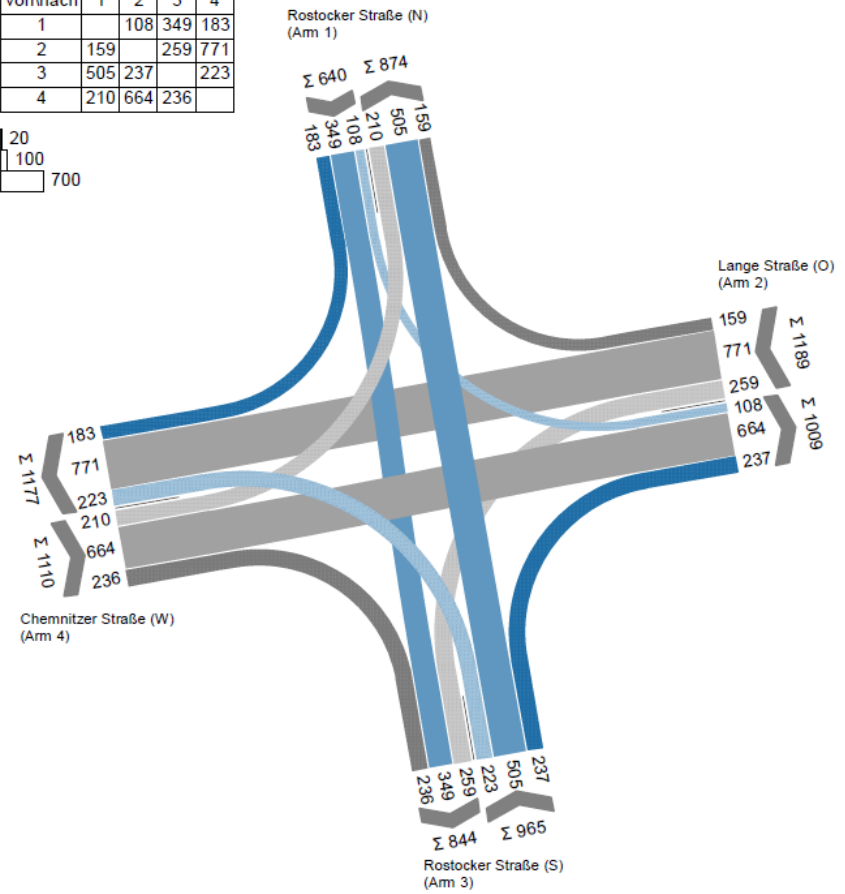 von\nach 1 2 3 4
1 108 349 183
2 159 259 771
3 505 237 223
4 210 664 236
20
100
700
Rostocker Straße (N)
(Arm 1)
Σ 640
Σ 874
183 349 108 210 505 159
Lange Straße (O)
(Arm 2)
159
771
259
108
664
237
Σ 1189
Σ 1009
183
771
223
210
664
236
Σ 1177
Σ 1110
Chemnitzer Straße (W)
(Arm 4)
236 349 259 223 505 237
Σ 844
Σ 965
Rostocker Straße (S)
(Arm 3)